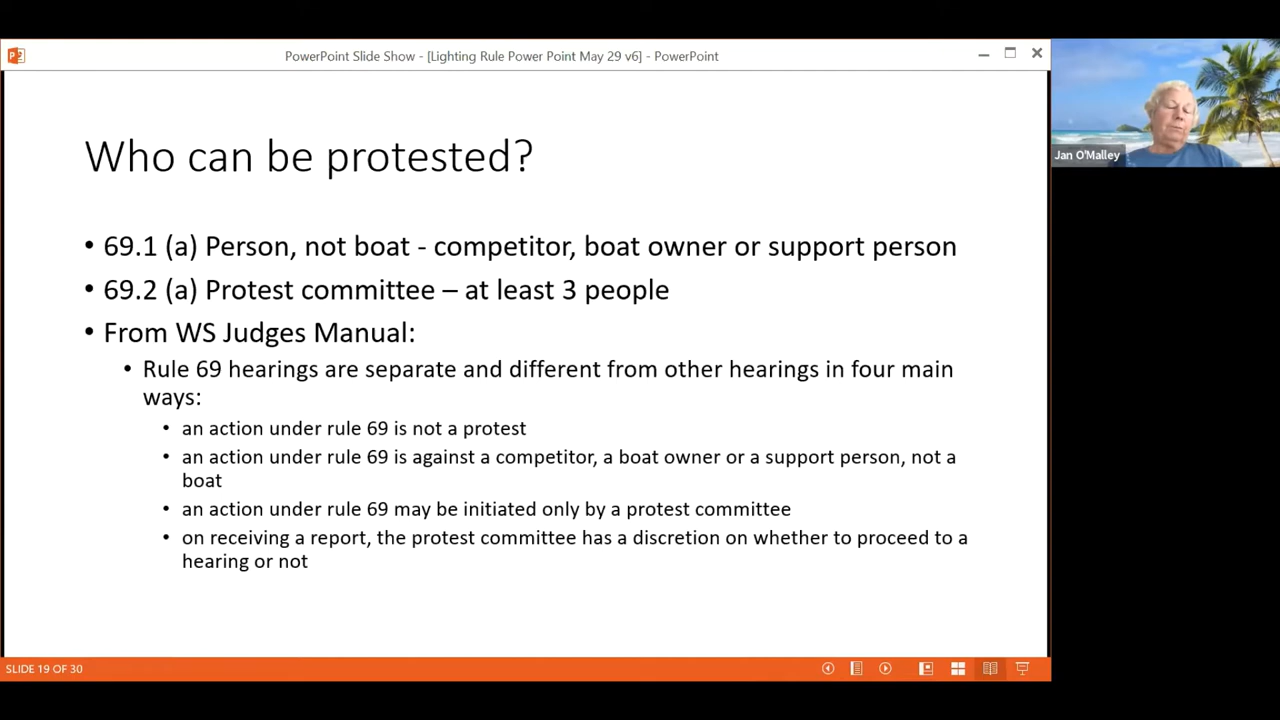 PowerPoint Slide Show - [Lighting Rule Power Point May 29 v6] - PowerPoint
Jan O'Malley
Who can be protested?
• 69.1 (a) Person, not boat - competitor, boat owner or support person
• 69.2 (a) Protest committee – at least 3 people
• From WS Judges Manual:
• Rule 69 hearings are separate and different from other hearings in four main
ways:
• an action under rule 69 is not a protest
• an action under rule 69 is against a competitor, a boat owner or a support person, not a
boat
• an action under rule 69 may be initiated only by a protest committee
• on receiving a report, the protest committee has a discretion on whether to proceed to a
hearing or not
SLIDE 19 OF 30